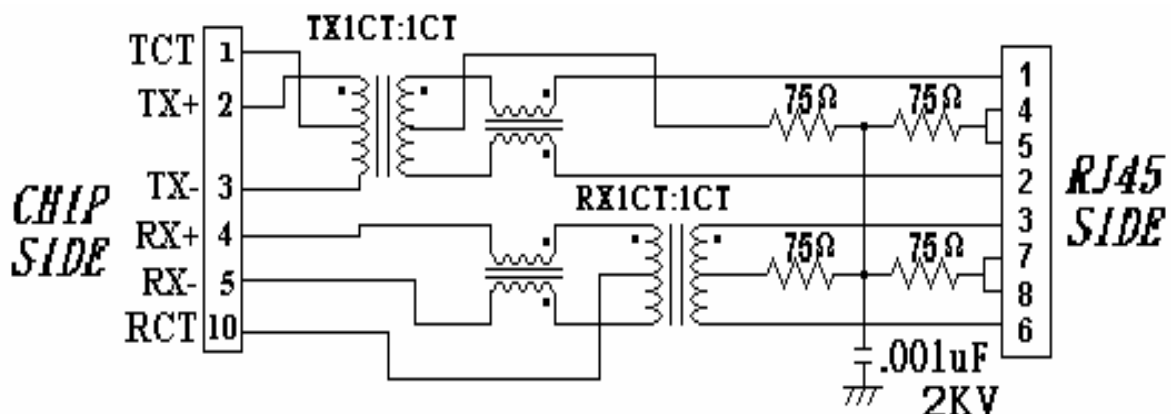 TX1CT:1CT
TCT 1
TX+ 2
TX- 3
RX+ 4
RX- 5
RCT 10
CHIP
SIDE
RX1CT:1CT
75Ω 75Ω
75Ω 75Ω
.001uF
2KV
1
4
5
2
3
7
8
6
RJ45
SIDE